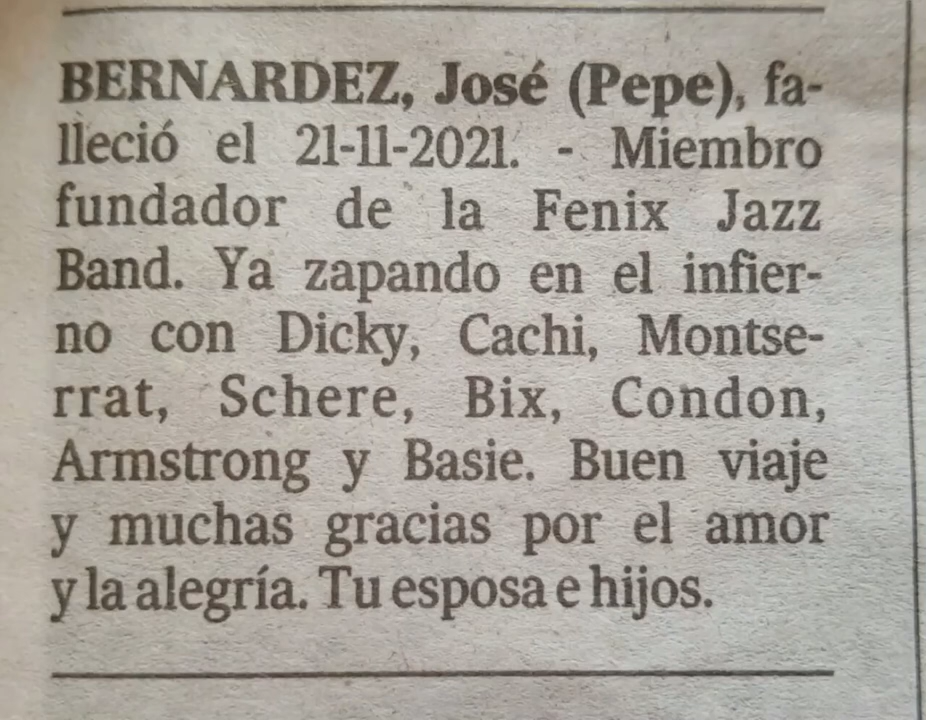 BERNARDEZ, José (Pepe), fa-
lleció el 21-11-2021. - Miembro
fundador de la Fenix Jazz
Band. Ya zapando en el infier-
no con Dicky, Cachi, Montse-
rrat, Schere, Bix, Condon,
Armstrong y Basie. Buen viaje
y muchas gracias por el amor
y la alegría. Tu esposa e hijos.